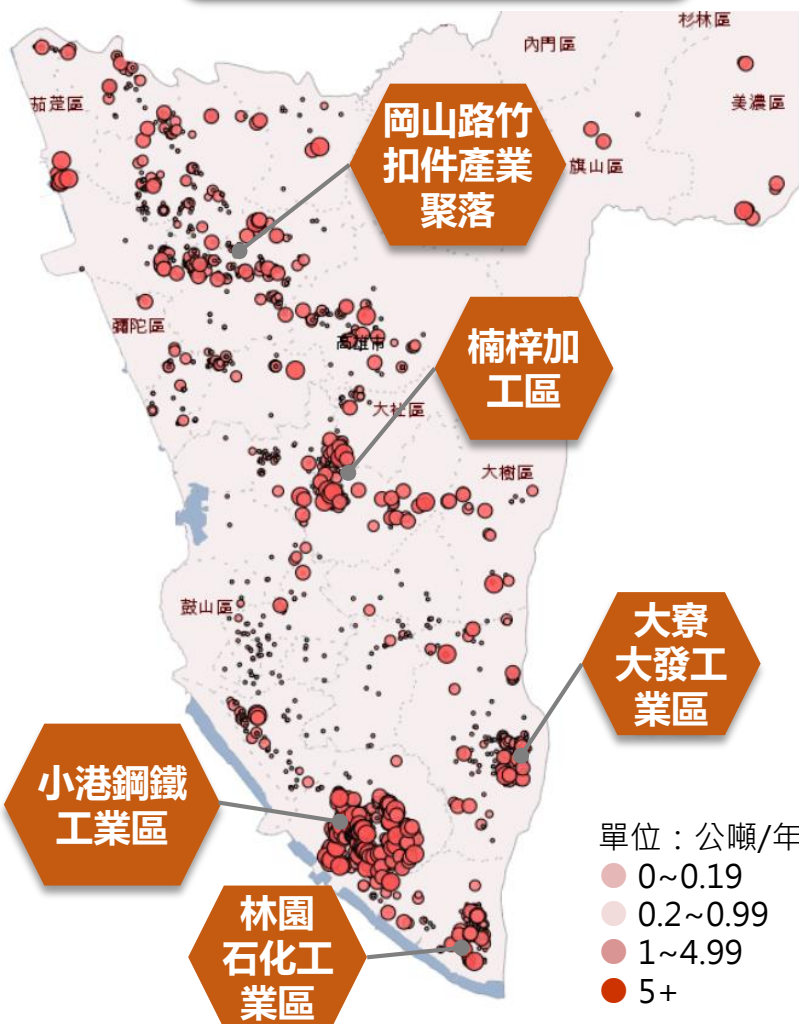 杉林區
內門區
美濃區
茄萣區
岡山路竹
扣件產業
聚落
旗山區
彌陀區
高雄市
楠梓加
工區
大社區
大樹區
鼓山區
大寮
大發工
業區
小港鋼鐵
工業區
林園
石化工
業區
單位：公噸/年
0~0.19
0.2~0.99
1~4.99
5+